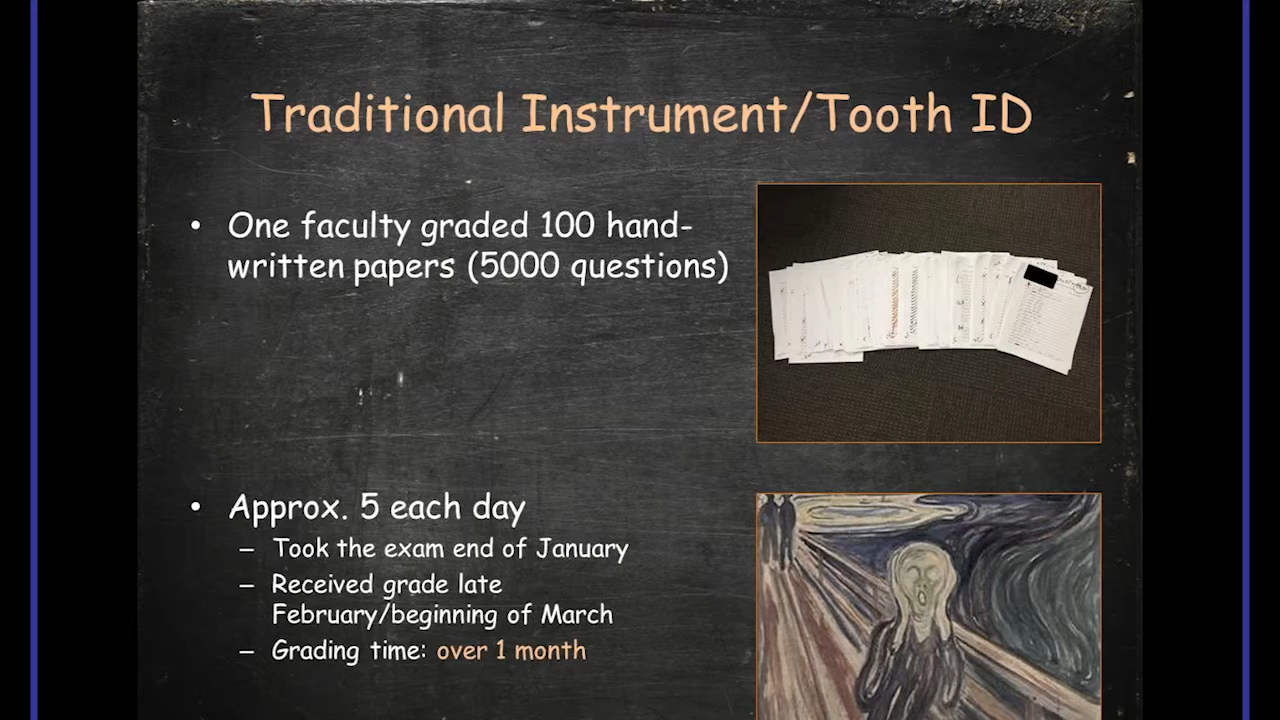 Traditional Instrument/Tooth ID
• One faculty graded 100 hand-
written papers (5000 questions)
• Approx. 5 each day
– Took the exam end of January
– Received grade late
February/beginning of March
– Grading time: over 1 month